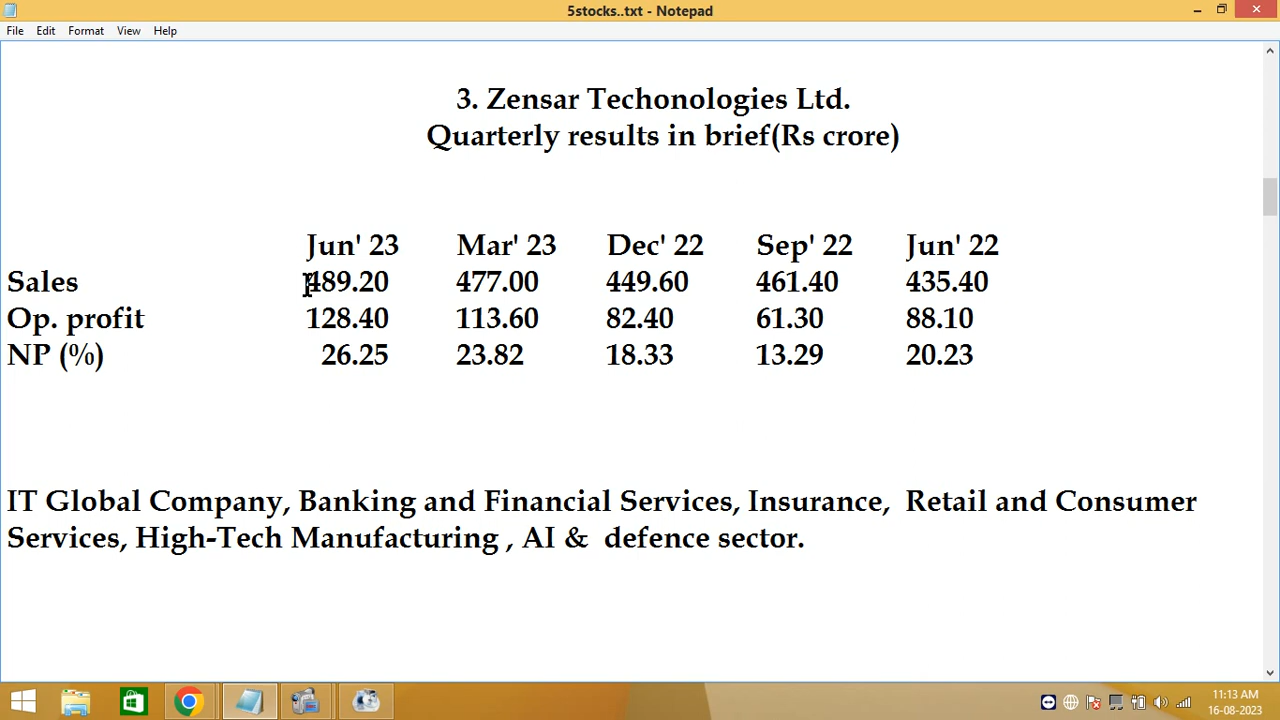 5stocks..txt - Notepad
File Edit Format View Help
3. Zensar Techonologies Ltd.
Quarterly results in brief(Rs crore)
Jun' 23 Mar' 23 Dec' 22 Sep' 22 Jun' 22
Sales 489.20 477.00 449.60 461.40 435.40
Op. profit 128.40 113.60 82.40 61.30 88.10
NP (%) 26.25 23.82 18.33 13.29 20.23
IT Global Company, Banking and Financial Services, Insurance, Retail and Consumer
Services, High-Tech Manufacturing , AI & defence sector.
11:13 AM
16-08-2023